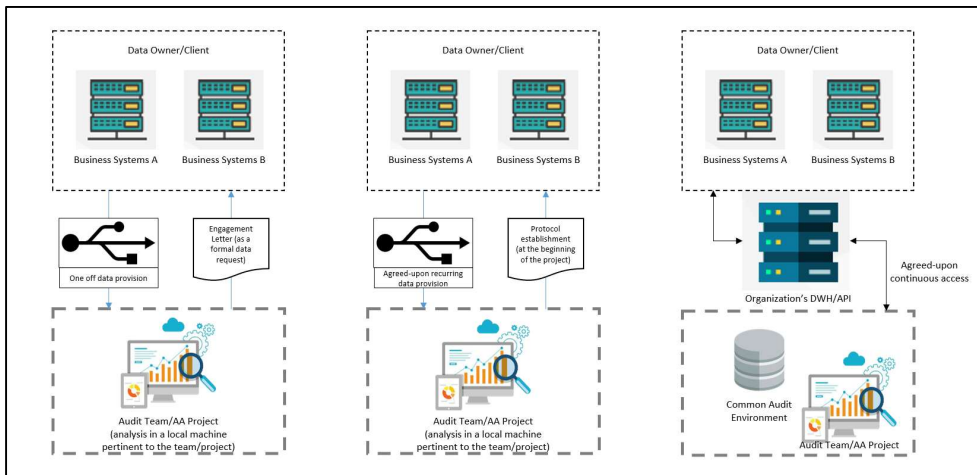 Data Owner/Client
Business Systems A
Business Systems B
One off data provision
Engagement
Letter (as a
formal data
request)
Audit Team/AA Project
(analysis in a local machine
pertinent to the team/project)
Data Owner/Client
Business Systems A
Business Systems B
Agreed-upon recurring
data provision
Protocol
establishment
(at the beginning
of the project)
Audit Team/AA Project
(analysis in a local machine
pertinent to the team/project)
Data Owner/Client
Business Systems A
Business Systems B
Organization's DWH/API
Agreed-upon
continuous access
Common Audit
Environment
Audit Team/AA Project